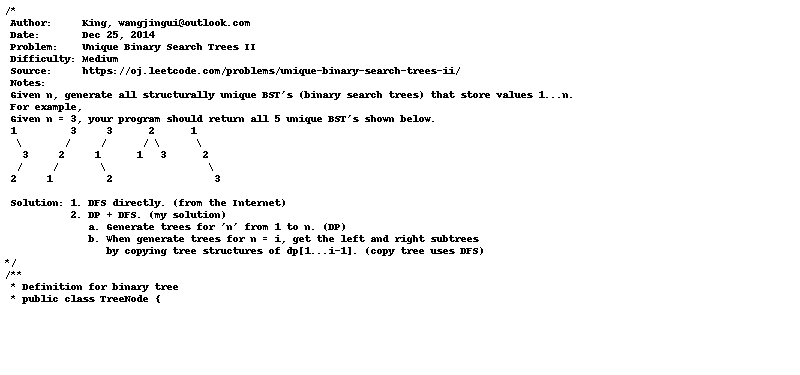 /*
 Author:     King, wangjingui@outlook.com
 Date:       Dec 25, 2014
 Problem:    Unique Binary Search Trees II
 Difficulty: Medium
 Source:     https://oj.leetcode.com/problems/unique-binary-search-trees-ii/
 Notes:
 Given n, generate all structurally unique BST's (binary search trees) that store values 1...n.
 For example,
 Given n = 3, your program should return all 5 unique BST's shown below.
 1         3     3      2      1
  \       /     /      / \      \
   3     2     1      1   3      2
  /     /       \                 \
 2     1         2                 3

 Solution: 1. DFS directly. (from the Internet)
           2. DP + DFS. (my solution)
              a. Generate trees for 'n' from 1 to n. (DP)
              b. When generate trees for n = i, get the left and right subtrees
                 by copying tree structures of dp[1...i-1]. (copy tree uses DFS)
*/
/**
 * Definition for binary tree
 * public class TreeNode {